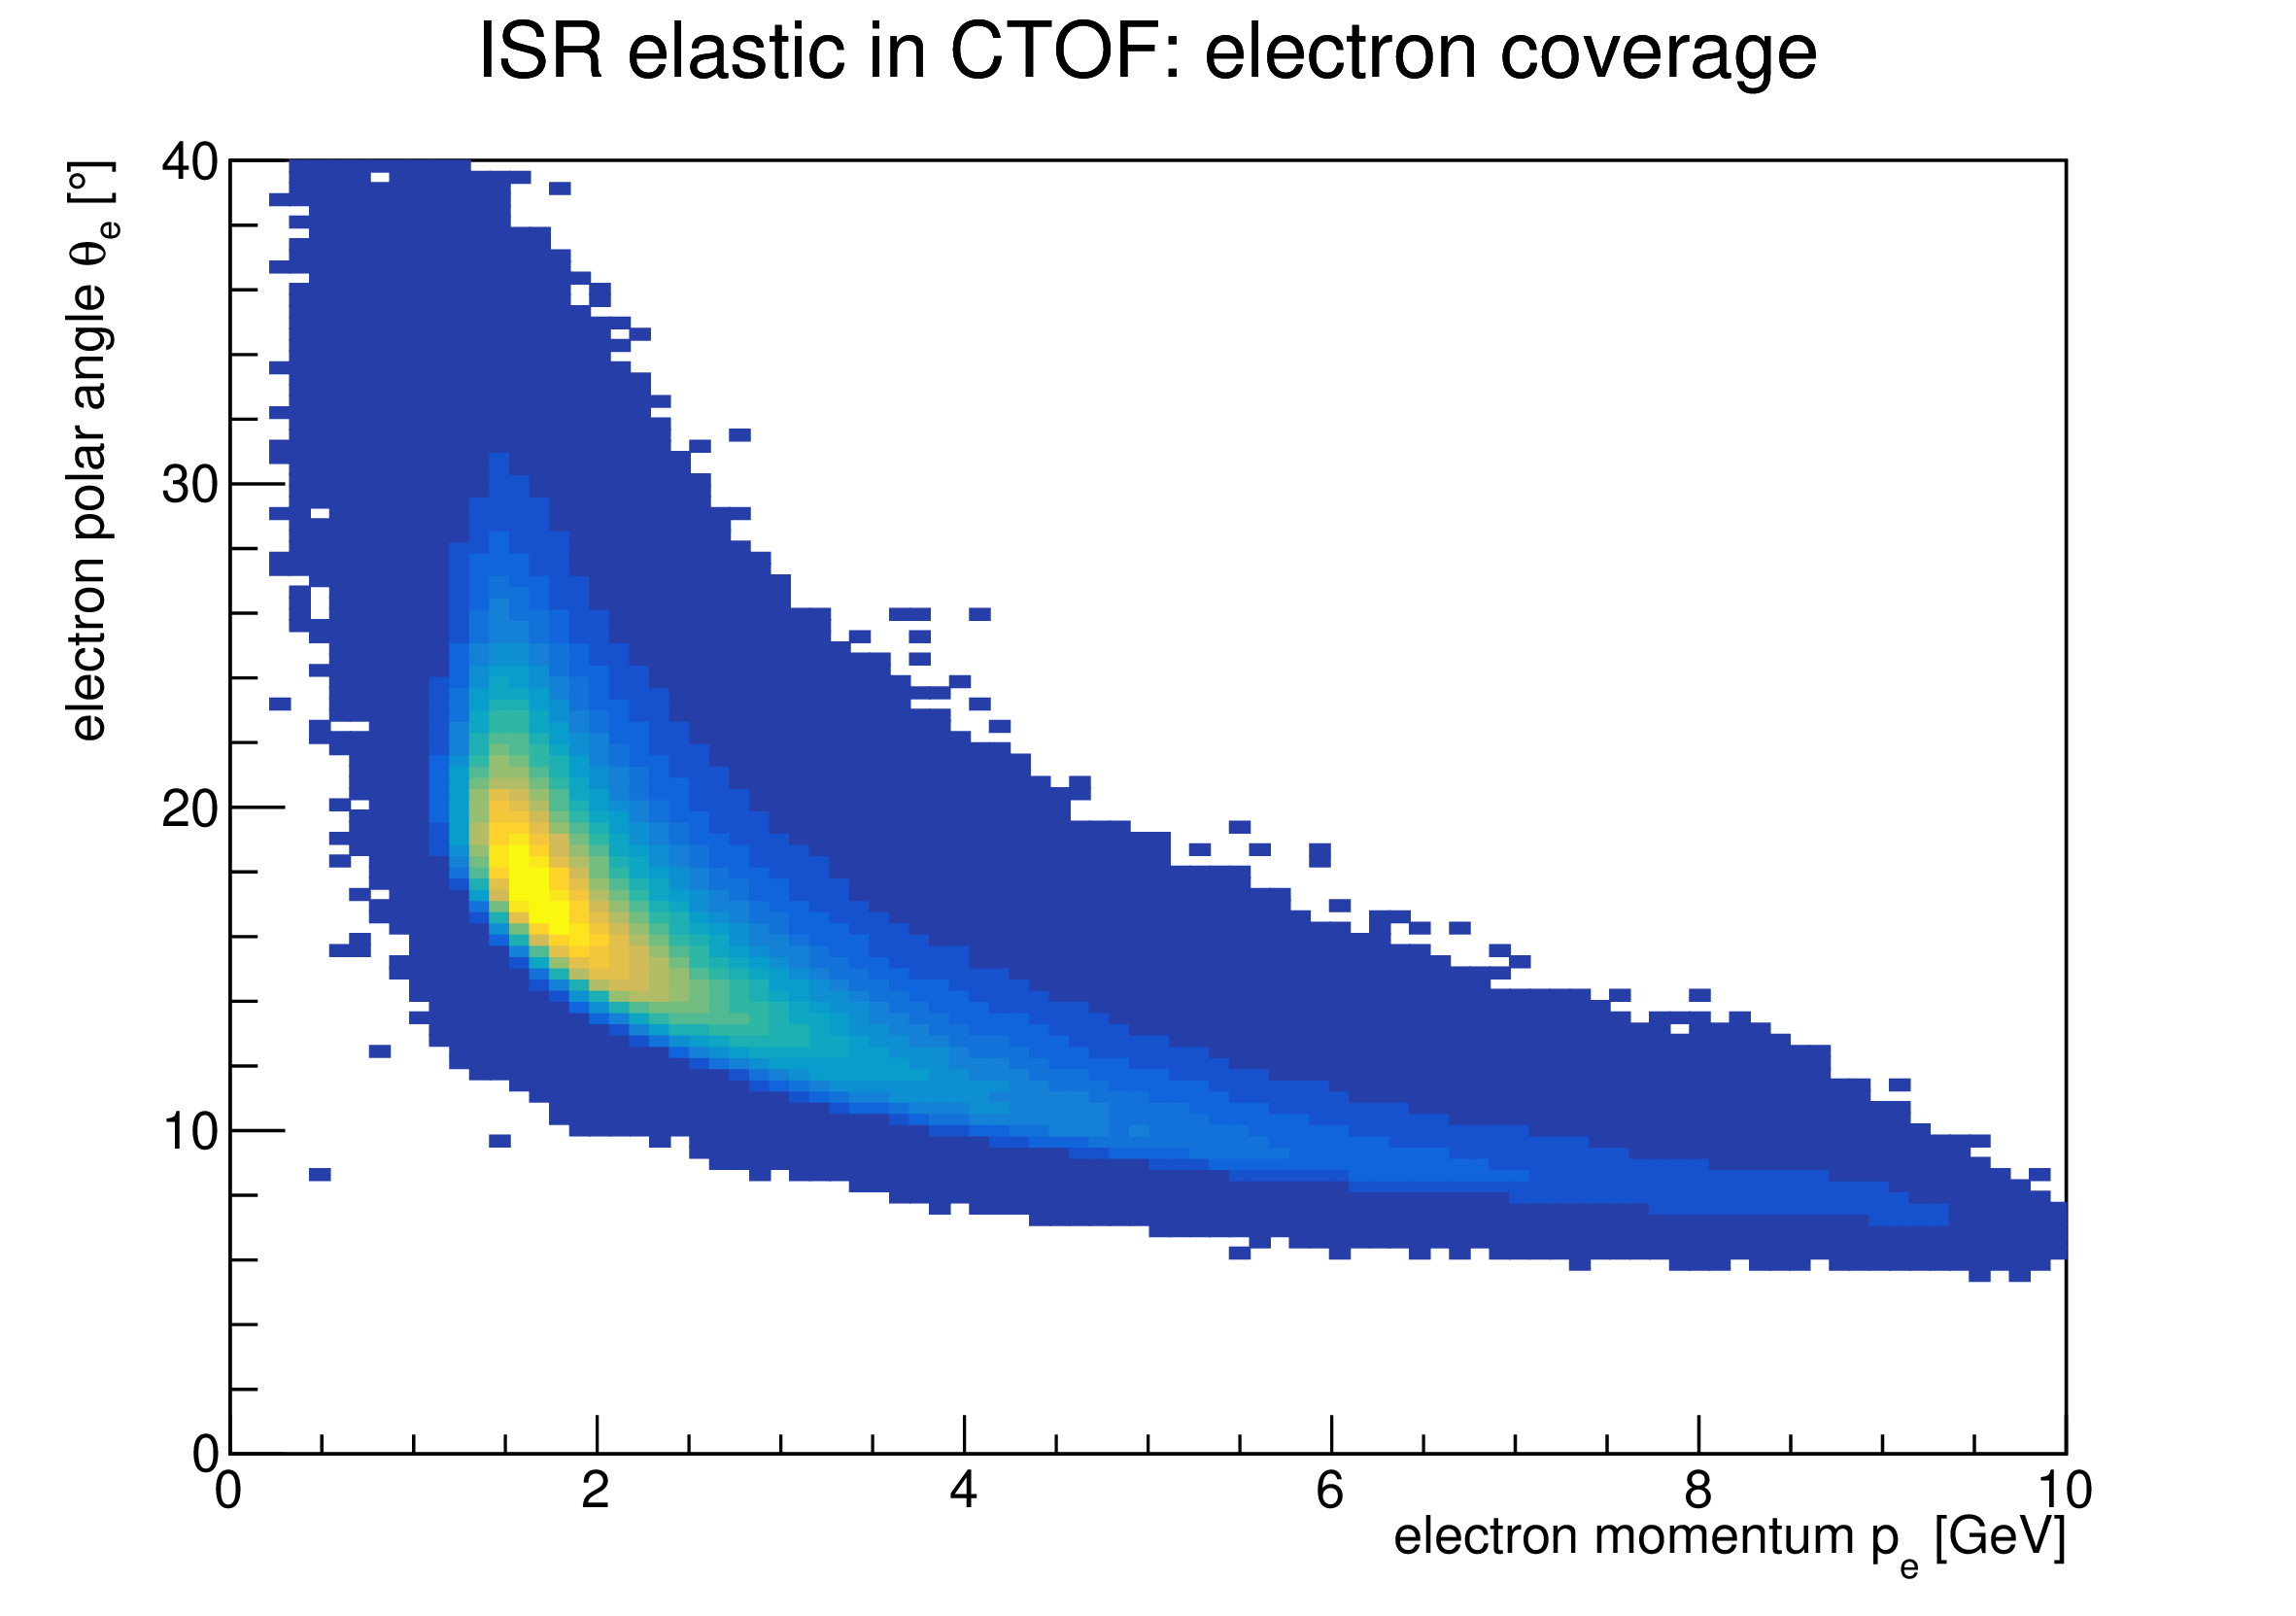 ISR elastic in CTOF: electron coverage
electron polar angle θe [°]
40
30
20
10
0
0 2 4 6 8 10
electron momentum pe [GeV]